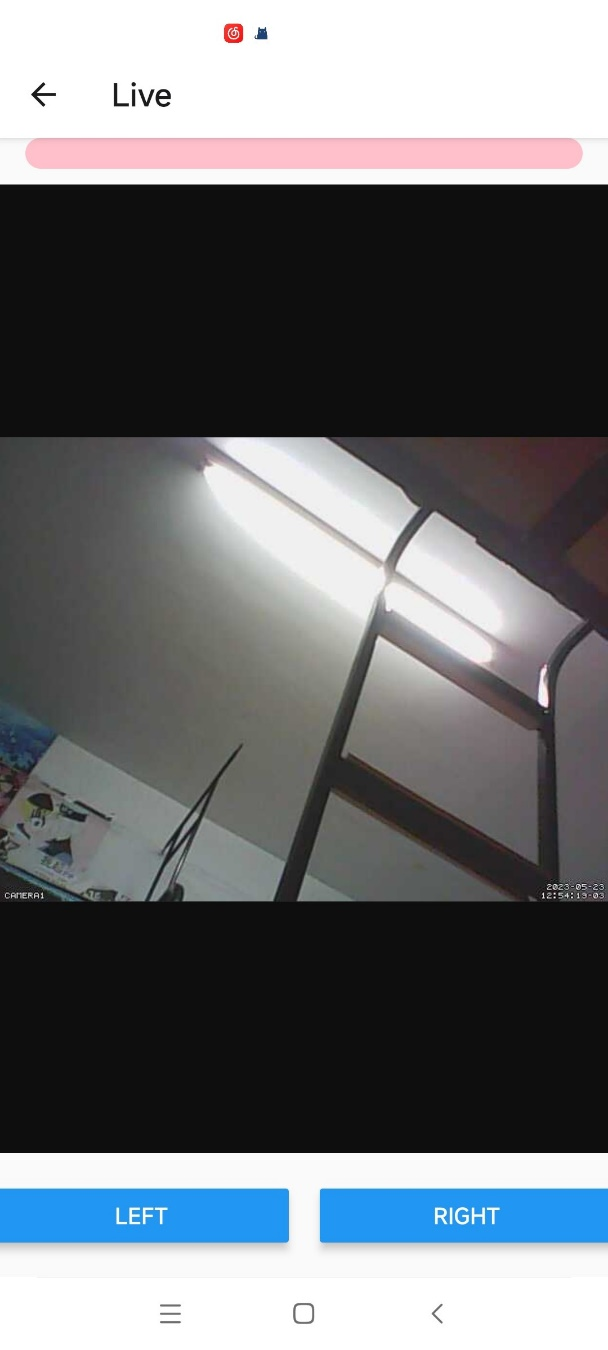 Live
CAMERA1
2023-05-23
12:54:19-03
LEFT
RIGHT